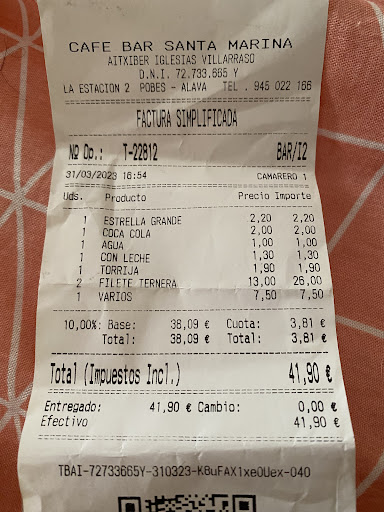 CAFE BAR SANTA MARINA
AITXIBER IGLESIAS VILLARRASO
D.N.I. 72.733.665 Y
LA ESTACION 2 POBES - ALAVA TEL . 945 022 166
FACTURA SIMPLIFICADA
Nº Op.: T-22812 BAR/I2
31/03/2023 16:54 CAMARERO 1
Uds. Producto Precio Importe
1 ESTRELLA GRANDE 2,20 2,20
1 COCA COLA 2,00 2,00
1 AGUA 1,00 1,00
1 CON LECHE 1,30 1,30
1 TORRIJA 1,90 1,90
2 FILETE TERNERA 13,00 26,00
1 VARIOS 7,50 7,50
10,00%: Base: 38,09 € Cuota: 3,81 €
Total: 38,09 € Total: 3,81 €
Total (Impuestos Incl.) 41,90 €
Entregado: 41,90 € Cambio: 0,00 €
Efectivo 41,90 €
TBAI-72733665Y-310323-K8uFAX1xe0Uex-040